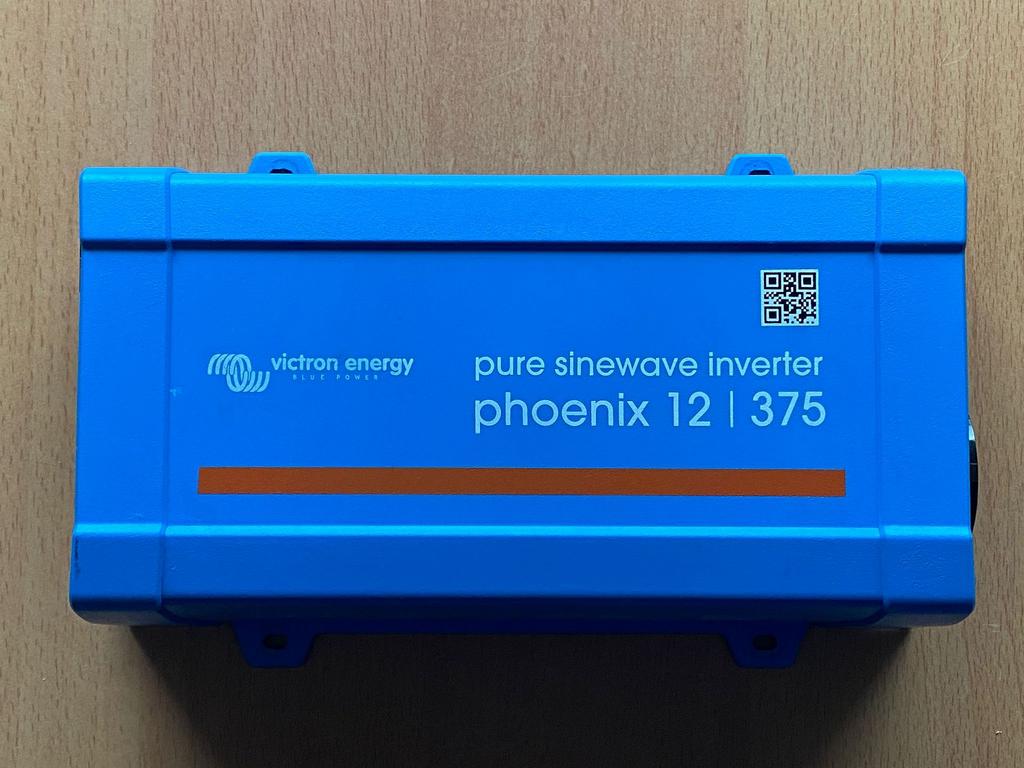 victron energy
BLUE POWER
pure sinewave inverter
phoenix 12 | 375